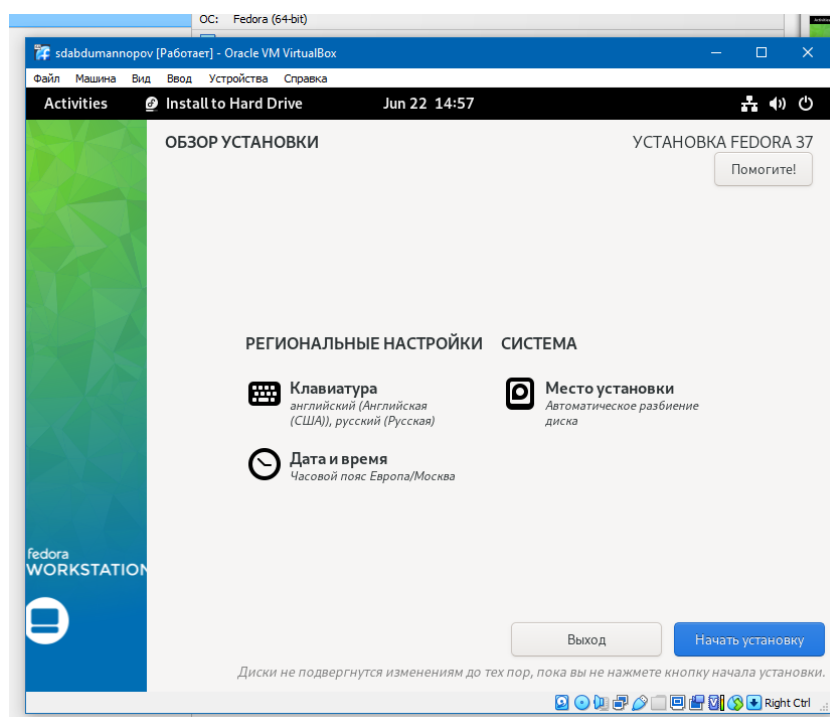 ОС: Fedora (64-bit)
sdabdumannopov [Работает] - Oracle VM VirtualBox
Файл Машина Вид Ввод Устройства Справка
Activities Install to Hard Drive Jun 22 14:57
ОБЗОР УСТАНОВКИ
УСТАНОВКА FEDORA 37
Помогите!
РЕГИОНАЛЬНЫЕ НАСТРОЙКИ
Клавиатура
английский (Английская
(США)), русский (Русская)
Дата и время
Часовой пояс Европа/Москва
СИСТЕМА
Место установки
Автоматическое разбиение
диска
fedora
WORKSTATION
Выход
Начать установку
Диски не подвергнутся изменениям до тех пор, пока вы не нажмете кнопку начала установки.
Right Ctrl